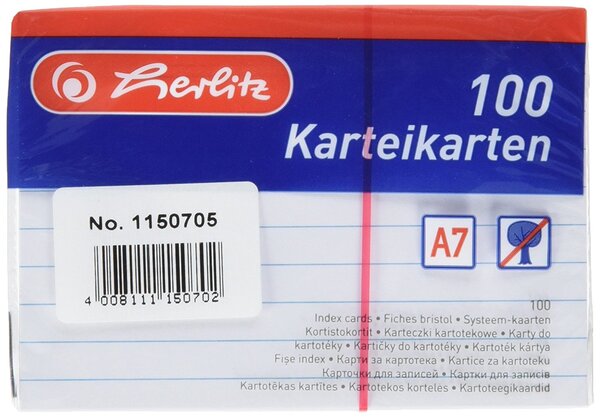 Herlitz
100
Karteikarten
No. 1150705
4 008111 150702
A7
100
Index cards • Fiches bristol • Systeem-kaarten
Kortistokortit • Karteczki kartotekowe • Karty do
kartotéky • Kartičky do kartotéky • Kartoték kártya
Fişe index • Карти за картотека • Kartice za kartoteku
Карточки для записей • Картки для записів
Kartotēkas kartītes • Kartotekos kortelės • Kartoteegikaardid